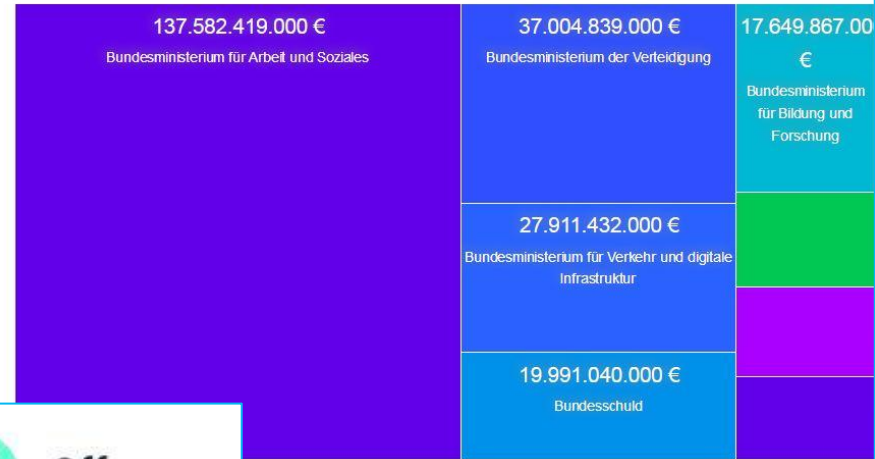 137.582.419.000 €
Bundesministerium für Arbeit und Soziales
37.004.839.000 €
Bundesministerium der Verteidigung
27.911.432.000 €
Bundesministerium für Verkehr und digitale
Infrastruktur
19.991.040.000 €
Bundesschuld
17.649.867.00
€
Bundesministerium
für Bildung und
Forschung